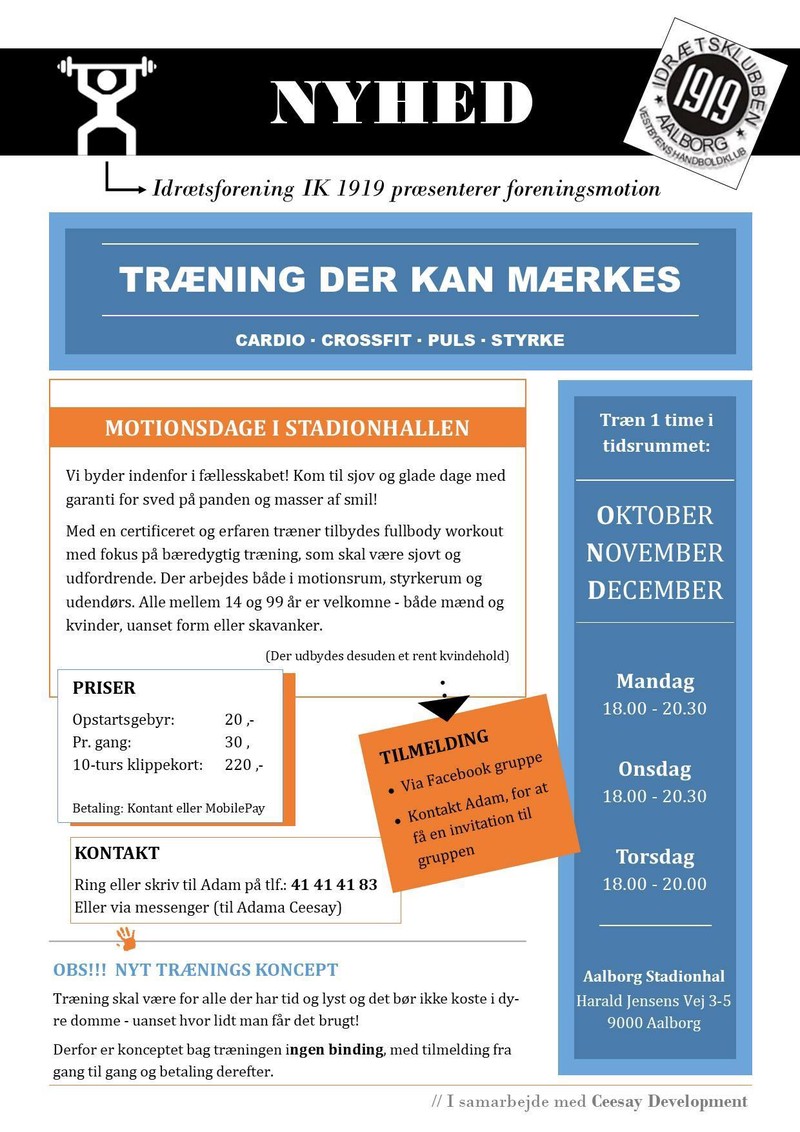 NYHED
IDRÆTSKLUBBEN
1919
AALBORG
VESTBYENS HANDBOLDKLUB
Idrætsforening IK 1919 præsenterer foreningsmotion
TRÆNING DER KAN MÆRKES
CARDIO · CROSSFIT · PULS · STYRKE
MOTIONSDAGE I STADIONHALLEN
Vi byder indenfor i fællesskabet! Kom til sjov og glade dage med
garanti for sved på panden og masser af smil!
Med en certificeret og erfaren træner tilbydes fullbody workout
med fokus på bæredygtig træning, som skal være sjovt og
udfordrende. Der arbejdes både i motionsrum, styrkerum og
udendørs. Alle mellem 14 og 99 år er velkomne - både mænd og
kvinder, uanset form eller skavanker.
(Der udbydes desuden et rent kvindehold)
PRISER
Opstartsgebyr: 20 ,-
Pr. gang: 30 ,
10-turs klippekort: 220 ,-
Betaling: Kontant eller MobilePay
TILMELDING
• Via Facebook gruppe
• Kontakt Adam, for at
få en invitation til
gruppen
KONTAKT
Ring eller skriv til Adam på tlf.: 41 41 41 83
Eller via messenger (til Adama Ceesay)
OBS!!! NYT TRÆNINGS KONCEPT
Træning skal være for alle der har tid og lyst og det bør ikke koste i dy-
re domme - uanset hvor lidt man får det brugt!
Derfor er konceptet bag træningen ingen binding, med tilmelding fra
gang til gang og betaling derefter.
Træn 1 time i
tidsrummet:
OKTOBER
NOVEMBER
DECEMBER
Mandag
18.00 - 20.30
Onsdag
18.00 - 20.30
Torsdag
18.00 - 20.00
Aalborg Stadionhal
Harald Jensens Vej 3-5
9000 Aalborg
// I samarbejde med Ceesay Development